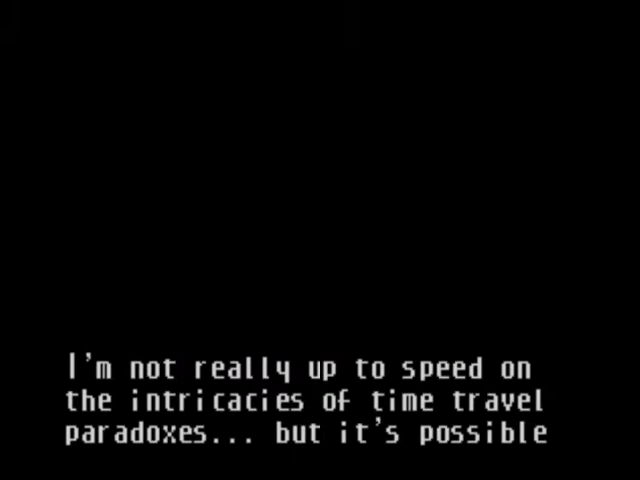 I'm not really up to speed on
the intricacies of time travel
paradoxes... but it's possible